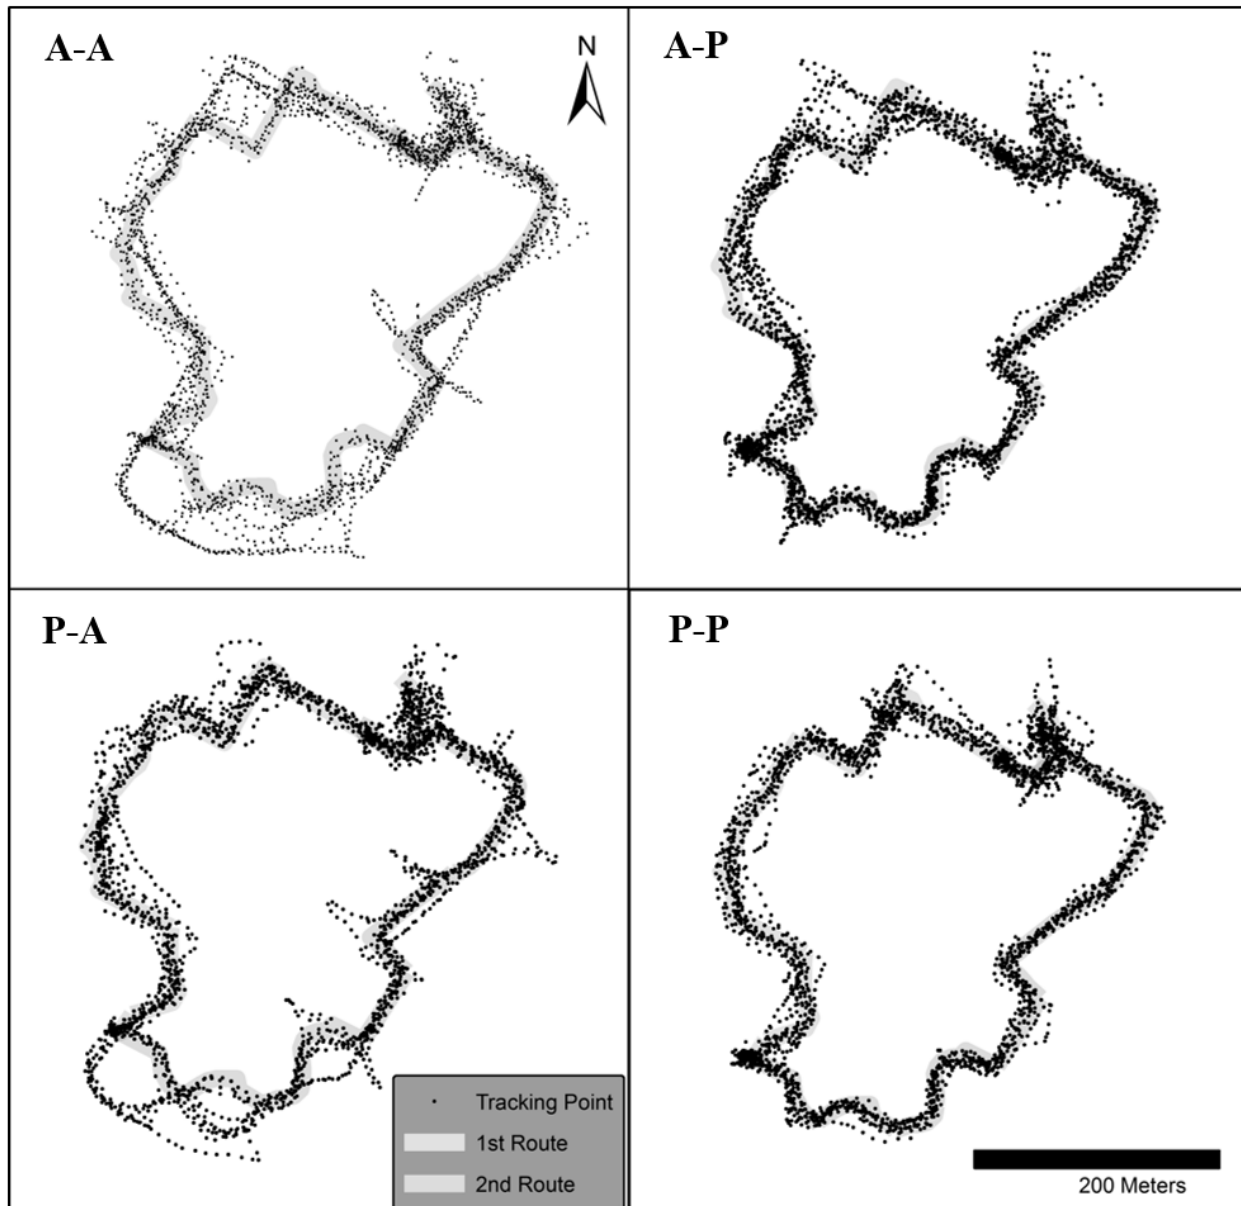 A-A
N
A-P
P-A
P-P
Tracking Point
1st Route
2nd Route
200 Meters